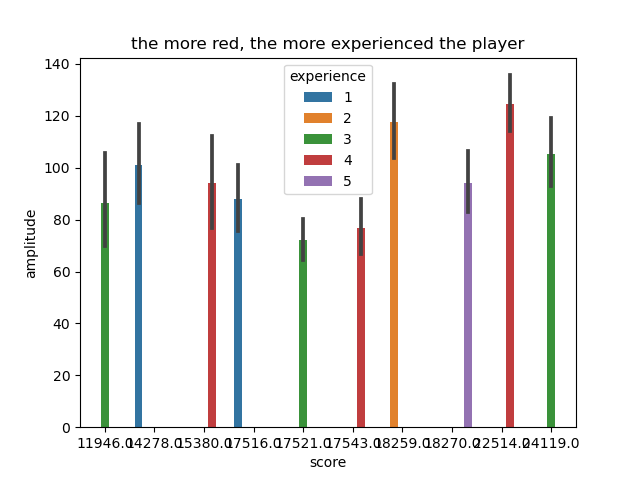 the more red, the more experienced the player
140
120
100
80
60
40
20
0
amplitude
experience
1
2
3
4
5
11946.0 14278.0 15380.0 17516.0 17521.0 17543.0 18259.0 18270.0 22514.0 24119.0
score